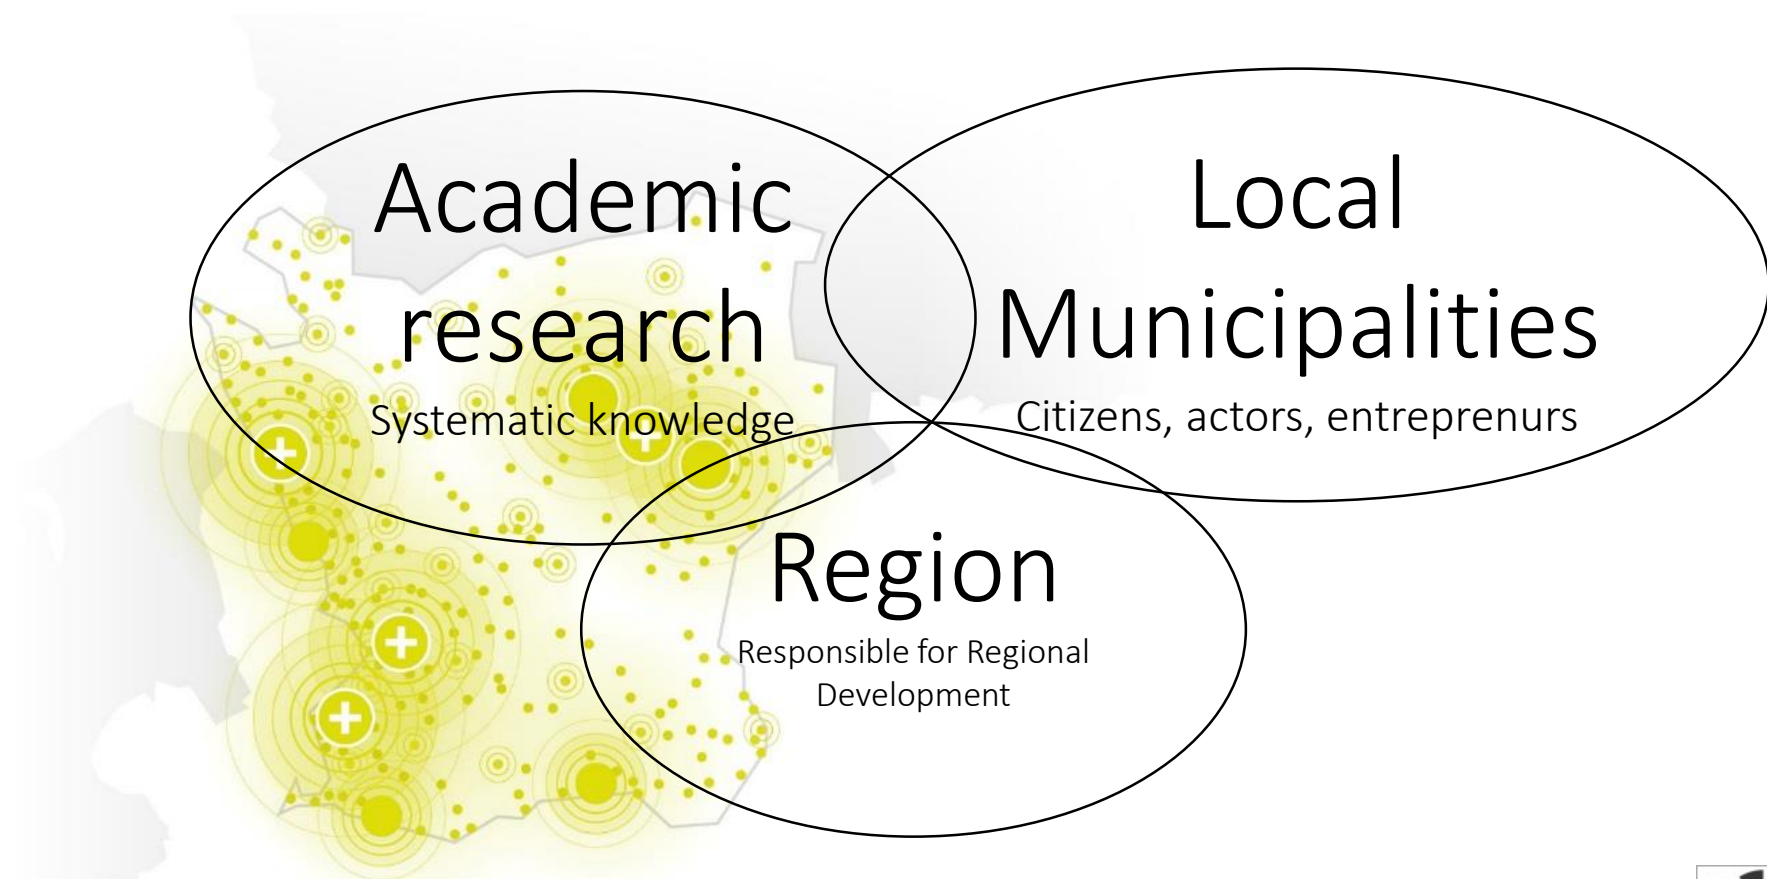 Academic
research
Systematic knowledge
Local
Municipalities
Citizens, actors, entreprenurs
Region
Responsible for Regional
Development